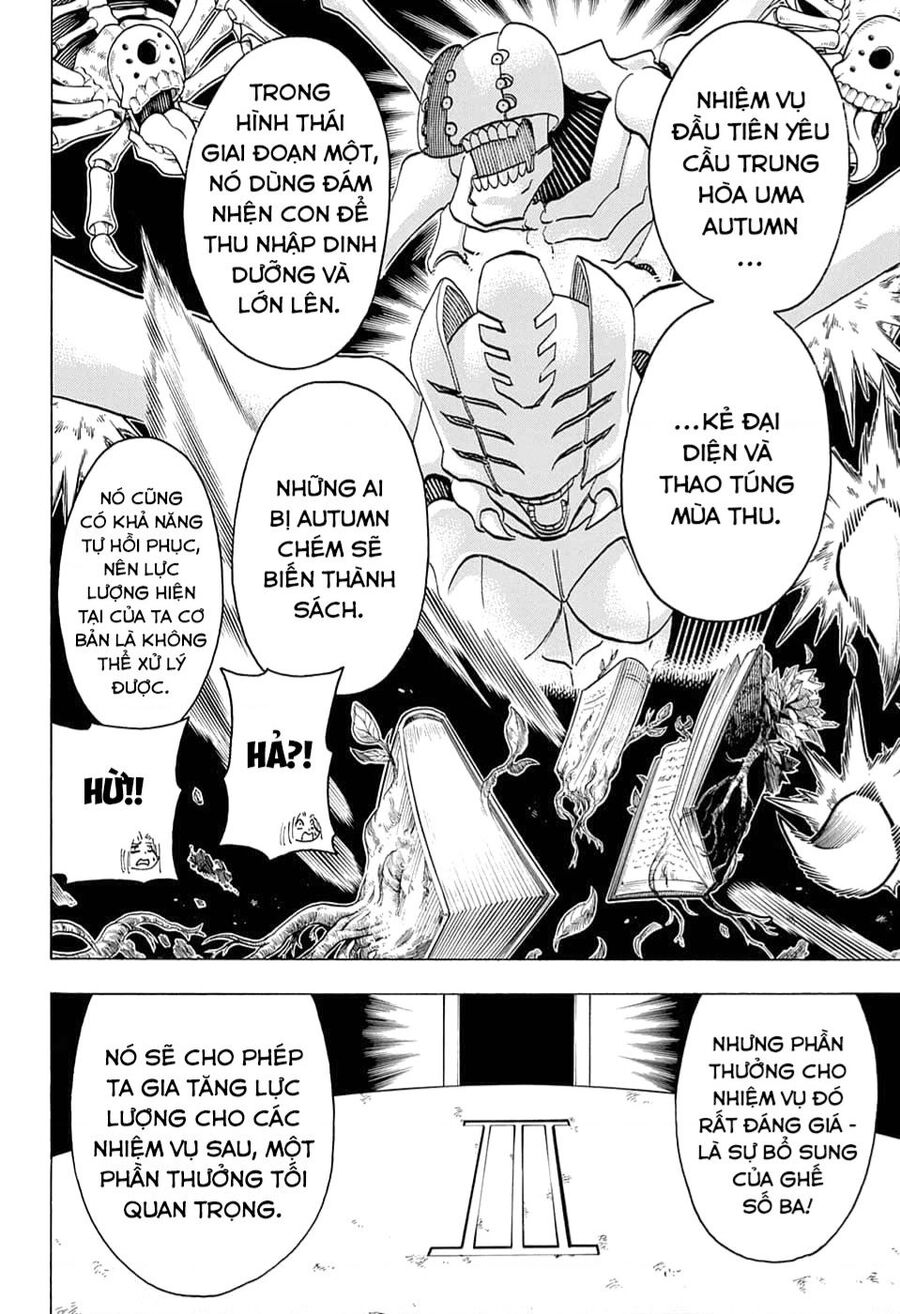 NHIỆM VỤ
ĐẦU TIÊN YÊU
CẦU TRUNG
HÒA UMA
AUTUMN
...
...KẺ ĐẠI
DIỆN VÀ
THAO TÚNG
MÙA THU.
TRONG
HÌNH THÁI
GIAI ĐOẠN MỘT,
NÓ DÙNG ĐÁM
NHỆN CON ĐỂ
THU NHẬP DINH
DƯỠNG VÀ
LỚN LÊN.
NHỮNG AI
BỊ AUTUMN
CHÉM SẼ
BIẾN THÀNH
SÁCH.
HẢ?!
NÓ CŨNG
CÓ KHẢ NĂNG
TỰ HỒI PHỤC,
NÊN LỰC
LƯỢNG HIỆN
TẠI CỦA TA CƠ
BẢN LÀ KHÔNG
THỂ XỬ LÝ
ĐƯỢC.
HỪ!!
NHƯNG PHẦN
THƯỞNG CHO
NHIỆM VỤ ĐÓ
RẤT ĐÁNG GIÁ -
LÀ SỰ BỔ SUNG
CỦA GHẾ
SỐ BA!
III
NÓ SẼ CHO PHÉP
TA GIA TĂNG LỰC
LƯỢNG CHO CÁC
NHIỆM VỤ SAU, MỘT
PHẦN THƯỞNG TỐI
QUAN TRỌNG.